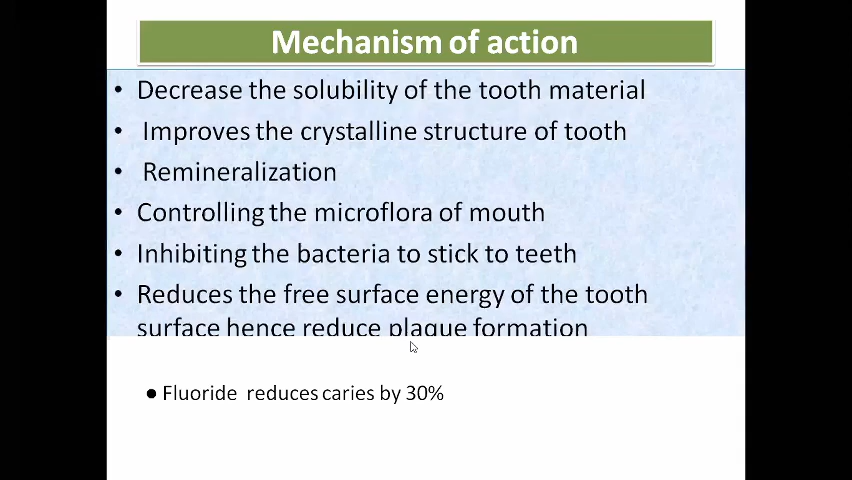 Mechanism of action
• Decrease the solubility of the tooth material
• Improves the crystalline structure of tooth
• Remineralization
• Controlling the microflora of mouth
• Inhibiting the bacteria to stick to teeth
• Reduces the free surface energy of the tooth
surface hence reduce plaque formation
● Fluoride reduces caries by 30%